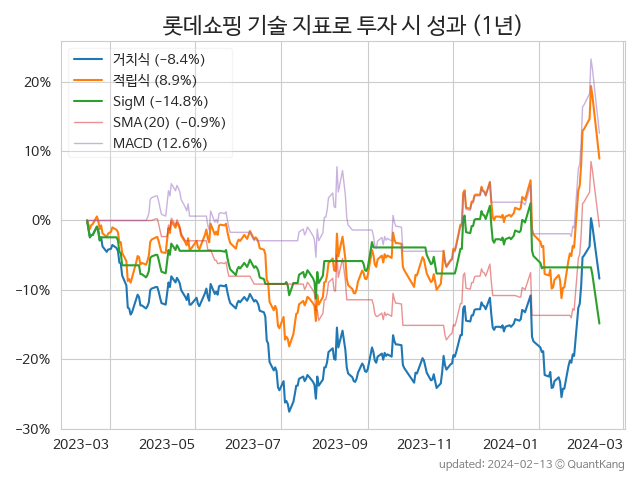 롯데쇼핑 기술 지표로 투자 시 성과 (1년)
거치식 (−8.4%)
적립식 (8.9%)
SigM (−14.8%)
SMA(20) (−0.9%)
MACD (12.6%)
20%
10%
0%
−10%
−20%
−30%
2023-03
2023-05
2023-07
2023-09
2023-11
2024-01
2024-03
updated: 2024-02-13 © QuantKang